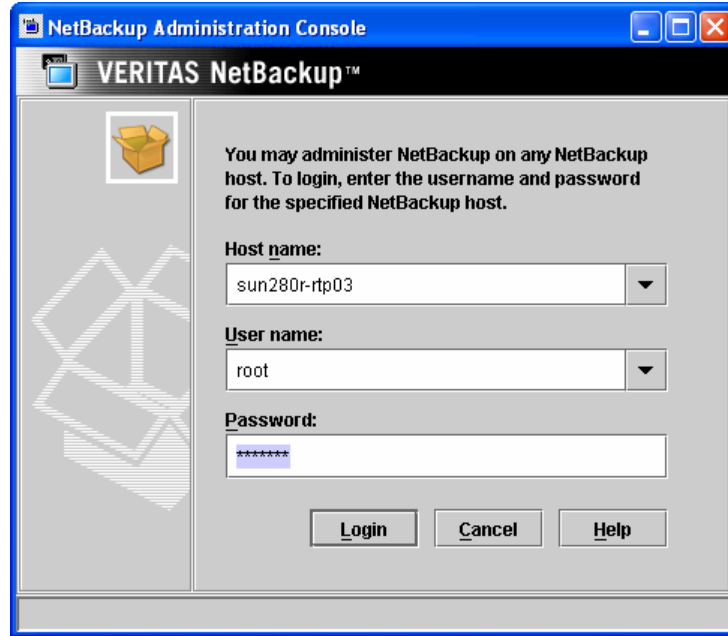 NetBackup Administration Console
VERITAS NetBackup™
You may administer NetBackup on any NetBackup
host. To login, enter the username and password
for the specified NetBackup host.
Host name:
sun280r-rtp03
User name:
root
Password:
*******
Login Cancel Help